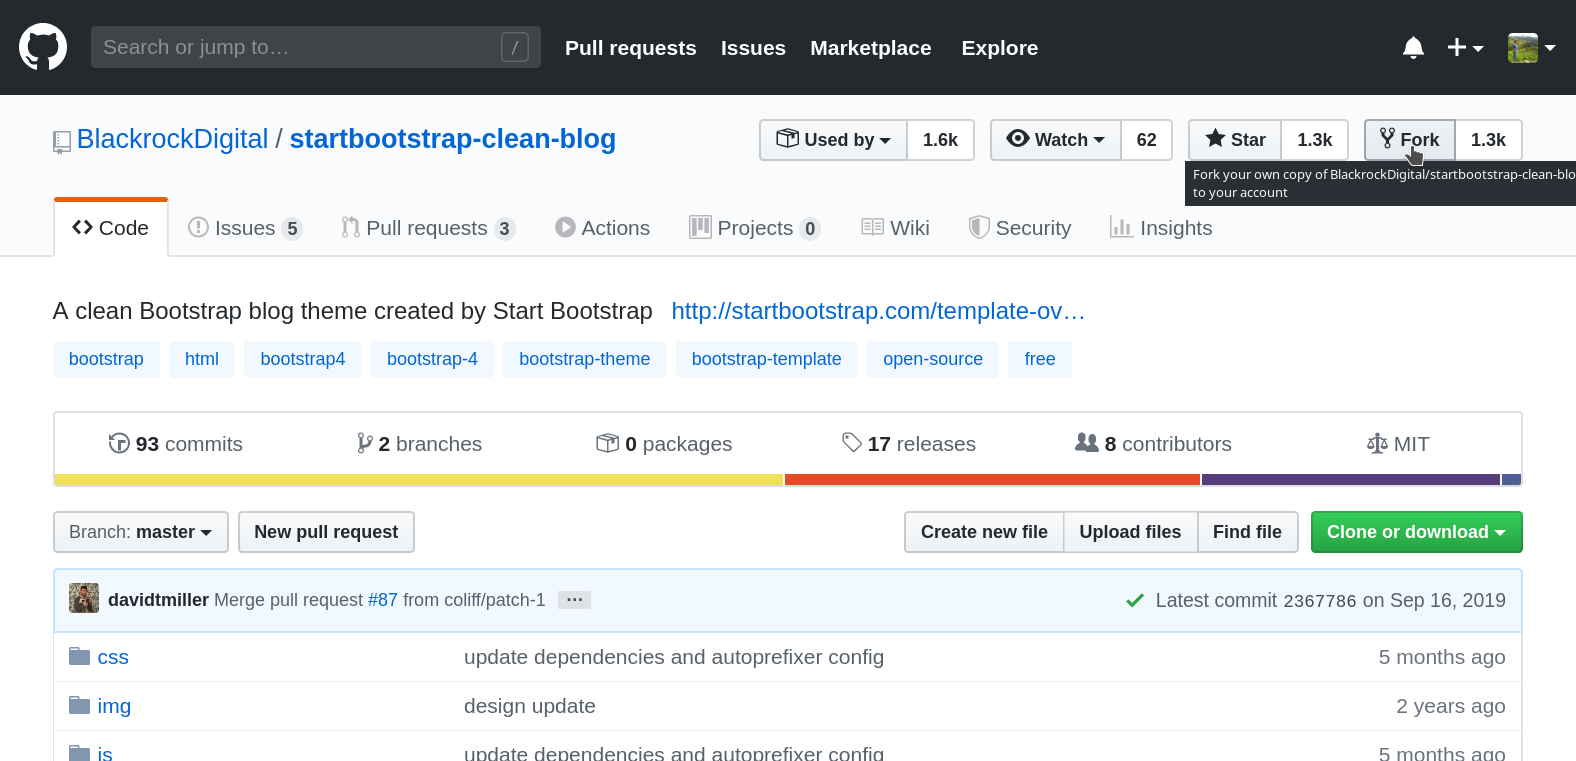 Search or jump to… /
Pull requests Issues Marketplace Explore
BlackrockDigital / startbootstrap-clean-blog
Used by 1.6k Watch 62 Star 1.3k Fork 1.3k
Fork your own copy of BlackrockDigital/startbootstrap-clean-blo
to your account
Code Issues 5 Pull requests 3 Actions Projects 0 Wiki Security Insights
A clean Bootstrap blog theme created by Start Bootstrap http://startbootstrap.com/template-ov…
bootstrap html bootstrap4 bootstrap-4 bootstrap-theme bootstrap-template open-source free
93 commits 2 branches 0 packages 17 releases 8 contributors MIT
Branch: master New pull request Create new file Upload files Find file Clone or download
davidtmiller Merge pull request #87 from coliff/patch-1 … Latest commit 2367786 on Sep 16, 2019
css update dependencies and autoprefixer config 5 months ago
img design update 2 years ago
js update dependencies and autoprefixer config 5 months ago